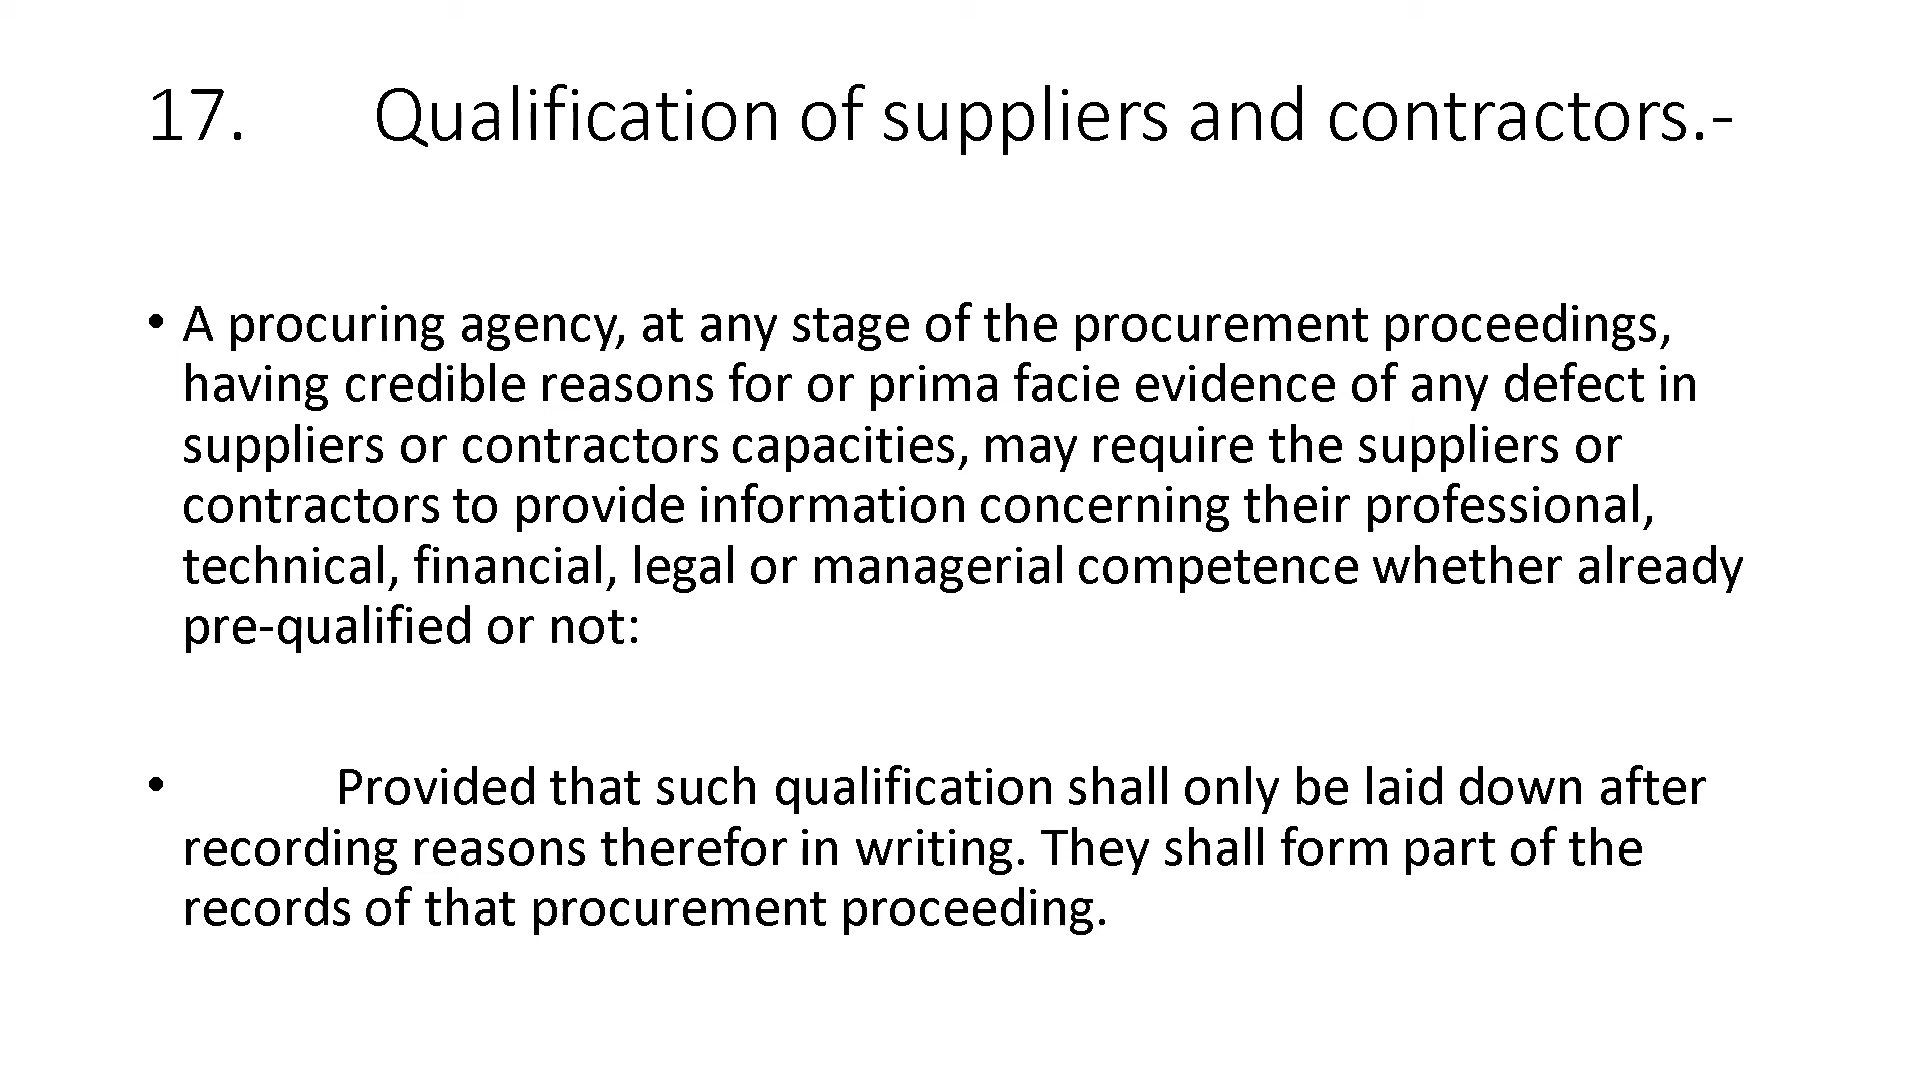 17. Qualification of suppliers and contractors.-
• A procuring agency, at any stage of the procurement proceedings,
having credible reasons for or prima facie evidence of any defect in
suppliers or contractors capacities, may require the suppliers or
contractors to provide information concerning their professional,
technical, financial, legal or managerial competence whether already
pre-qualified or not:
• Provided that such qualification shall only be laid down after
recording reasons therefor in writing. They shall form part of the
records of that procurement proceeding.